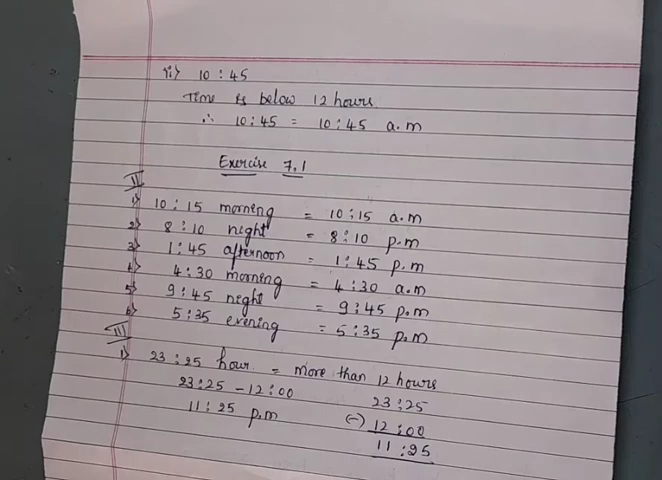 ii> 10 : 45
Time is below 12 hours.
∴ 10 : 45 = 10 : 45 a.m
Exercise 7.1
II
1> 10 : 15 morning = 10 : 15 a.m
2> 8 : 10 night = 8 : 10 p.m
3> 1 : 45 afternoon = 1 : 45 p.m
4> 4 : 30 morning = 4 : 30 a.m
5> 9 : 45 night = 9 : 45 p.m
6> 5 : 35 evening = 5 : 35 p.m
III
1> 23 : 25 hour = more than 12 hours
23 : 25 - 12 : 00 23 : 25
11 : 25 p.m (-) 12 : 00
11 : 25